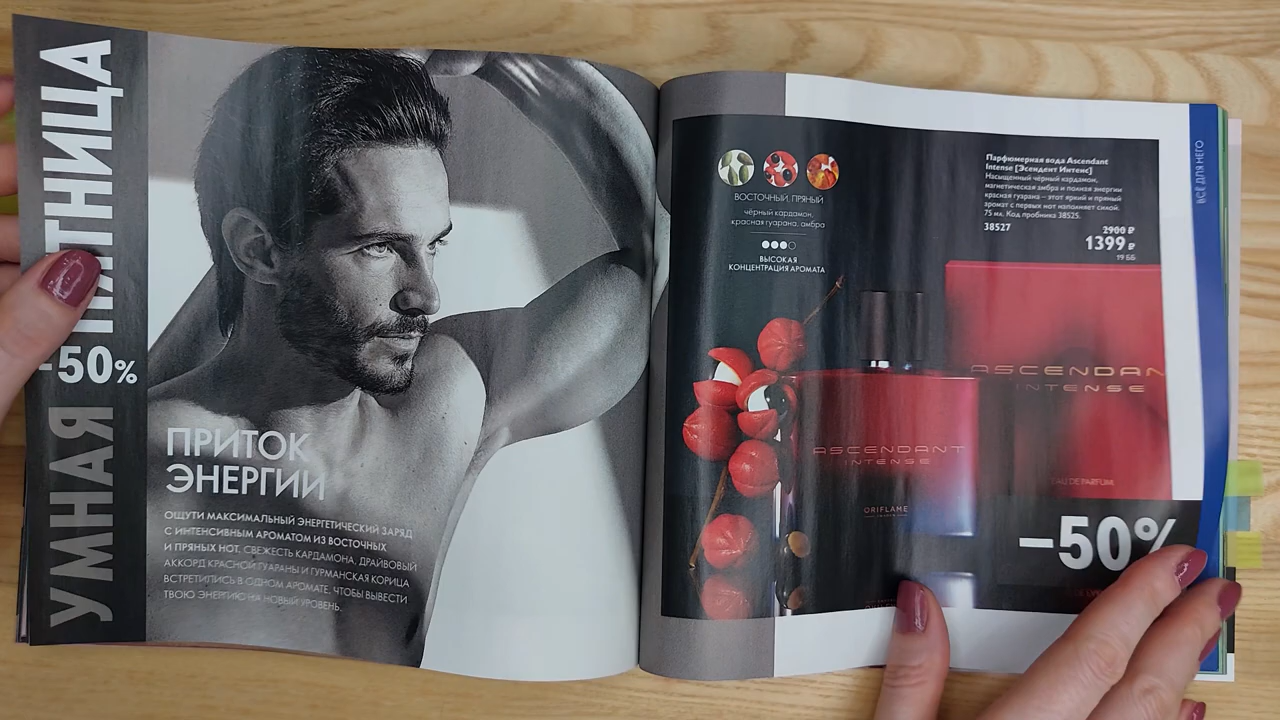 УМНАЯ ПЯТНИЦА
-50%
ПРИТОК
ЭНЕРГИИ
ОЩУТИ МАКСИМАЛЬНЫЙ ЭНЕРГЕТИЧЕСКИЙ ЗАРЯД
С ИНТЕНСИВНЫМ АРОМАТОМ ИЗ ВОСТОЧНЫХ
И ПРЯНЫХ НОТ. СВЕЖЕСТЬ КАРДАМОНА, ДРАЙВОВЫЙ
АККОРД КРАСНОЙ ГУАРАНЫ И ГУРМАНСКАЯ КОРИЦА
ВСТРЕТИЛИСЬ В ОДНОМ АРОМАТЕ, ЧТОБЫ ВЫВЕСТИ
ТВОЮ ЭНЕРГИЮ НА НОВЫЙ УРОВЕНЬ.
ВОСТОЧНЫЙ, ПРЯНЫЙ
чёрный кардамон,
красная гуарана, амбра
ВЫСОКАЯ
КОНЦЕНТРАЦИЯ АРОМАТА
Парфюмерная вода Ascendant
Intense [Эсендент Интенс]
Насыщенный чёрный кардамон,
магнетическая амбра и полная энергии
красная гуарана – этот яркий и пряный
аромат с первых нот наполняет силой.
75 мл. Код пробника 38525.
38527
2900 ₽
1399 ₽
19 ББ
ASCENDAN
INTENSE
EAU DE PARFUM
ASCENDANT
INTENSE
ORIFLAME
-50%
ВСЁ ДЛЯ НЕГО